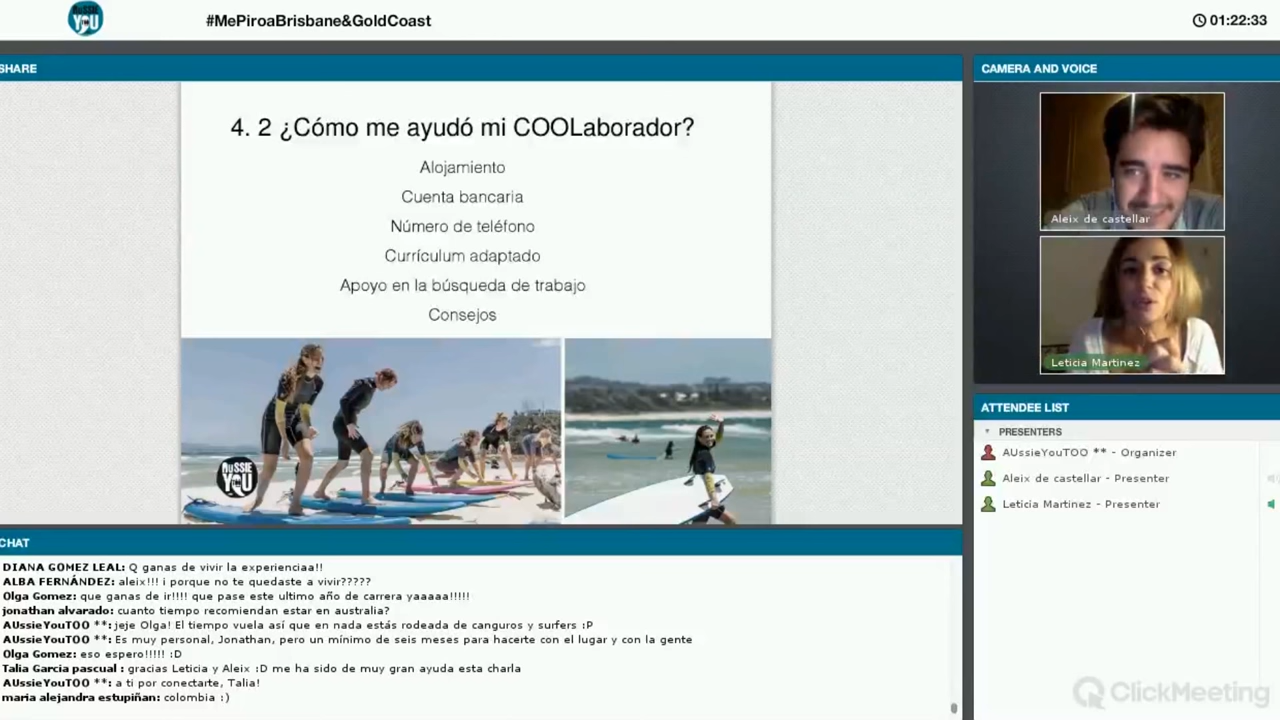 AUSSIE
YOU
#MePiroaBrisbane&GoldCoast
01:22:33
SHARE
4. 2 ¿Cómo me ayudó mi COOLaborador?
Alojamiento
Cuenta bancaria
Número de teléfono
Currículum adaptado
Apoyo en la búsqueda de trabajo
Consejos
AUSSIE
YOU
CAMERA AND VOICE
Aleix de castellar
Leticia Martinez
ATTENDEE LIST
PRESENTERS
AUssieYouTOO ** - Organizer
Aleix de castellar - Presenter
Leticia Martinez - Presenter
CHAT
DIANA GOMEZ LEAL: Q ganas de vivir la experienciaa!!
ALBA FERNÁNDEZ: aleix!!! i porque no te quedaste a vivir?????
Olga Gomez: que ganas de ir!!!! que pase este ultimo año de carrera yaaaaa!!!!!
jonathan alvarado: cuanto tiempo recomiendan estar en australia?
AUssieYouTOO **: jeje Olga! El tiempo vuela así que en nada estás rodeada de canguros y surfers :P
AUssieYouTOO **: Es muy personal, Jonathan, pero un mínimo de seis meses para hacerte con el lugar y con la gente
Olga Gomez: eso espero!!!!! :D
Talia Garcia pascual : gracias Leticia y Aleix :D me ha sido de muy gran ayuda esta charla
AUssieYouTOO **: a ti por conectarte, Talia!
maria alejandra estupiñan: colombia :)
ClickMeeting